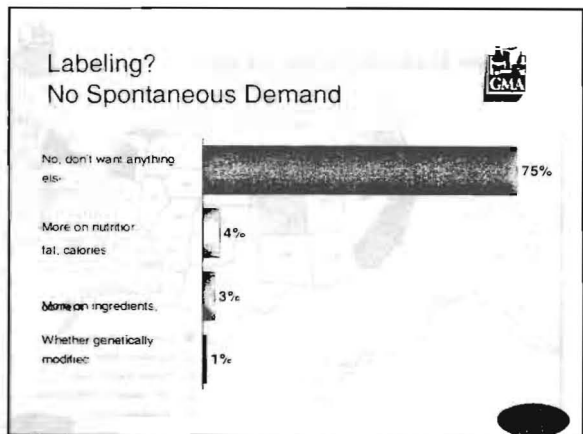 Labeling?
No Spontaneous Demand
GMA
No, don't want anything
75%
More on nutrition
fat, calories
4%
More on ingredients,
3%
Whether genetically
modified
1%